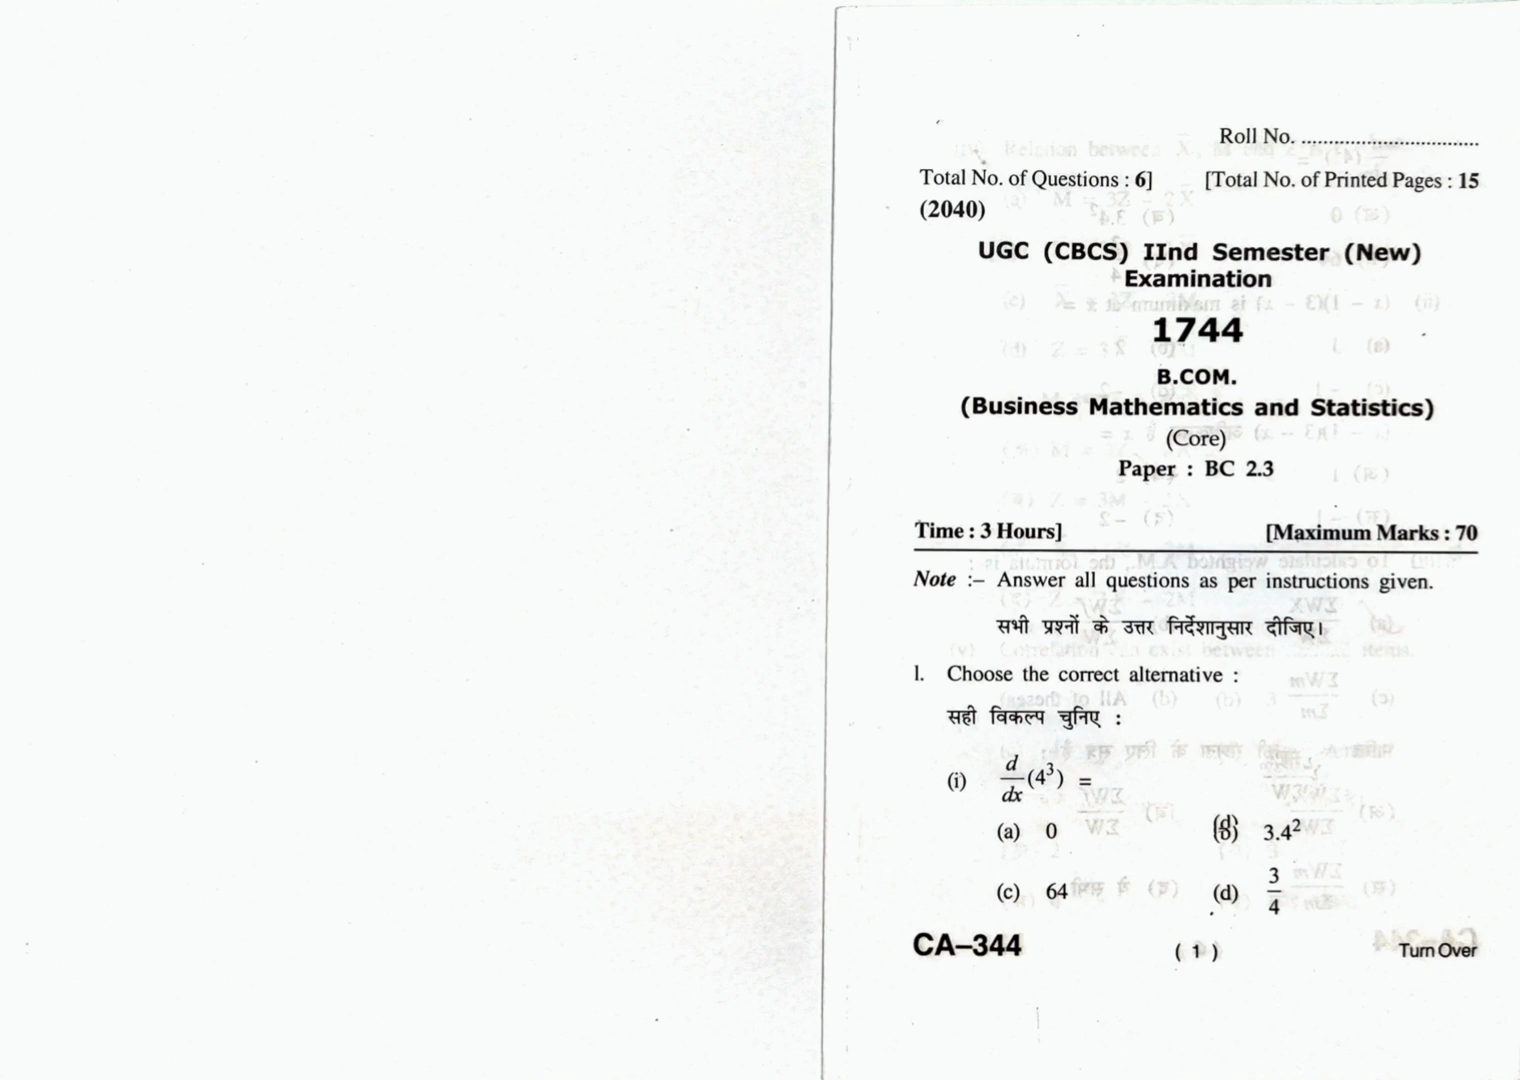 Roll No. ................................
Total No. of Questions : 6] [Total No. of Printed Pages : 15
(2040)
UGC (CBCS) IInd Semester (New)
Examination
1744
B.COM.
(Business Mathematics and Statistics)
(Core)
Paper : BC 2.3
Time : 3 Hours] [Maximum Marks : 70
Note :– Answer all questions as per instructions given.
सभी प्रश्नों के उत्तर निर्देशानुसार दीजिए।
1. Choose the correct alternative :
सही विकल्प चुनिए :
(i) d/dx (4³) =
(a) 0 3.4²
(c) 64 (d) 3/4
CA–344 ( 1 ) Turn Over